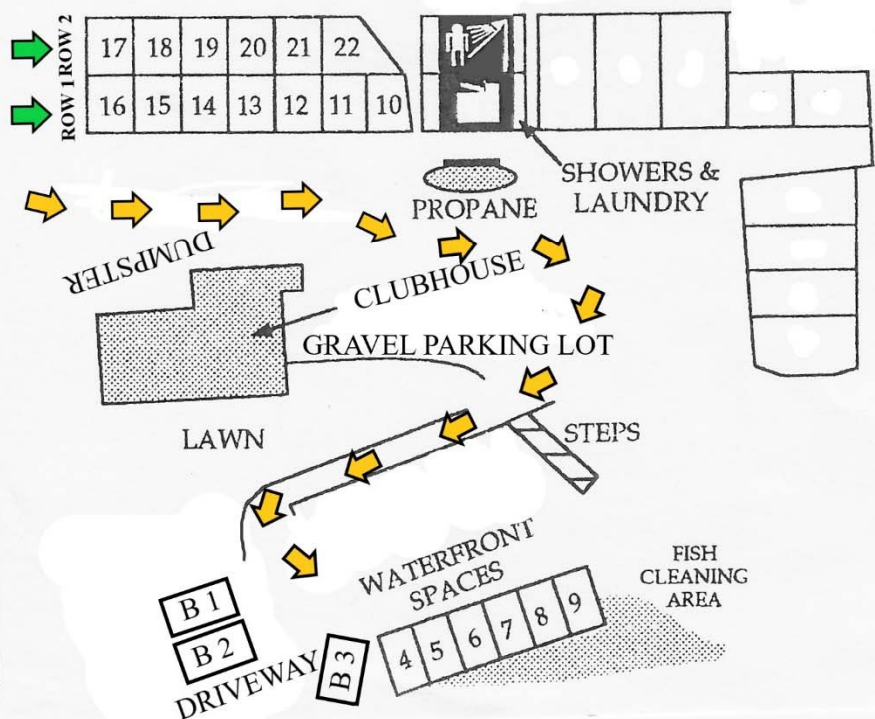 ROW 2
17 18 19 20 21 22
ROW 1
16 15 14 13 12 11 10
SHOWERS &
LAUNDRY
PROPANE
DUMPSTER
CLUBHOUSE
GRAVEL PARKING LOT
LAWN
STEPS
WATERFRONT
SPACES
FISH
CLEANING
AREA
B 1
B 2
B 3
4 5 6 7 8 9
DRIVEWAY